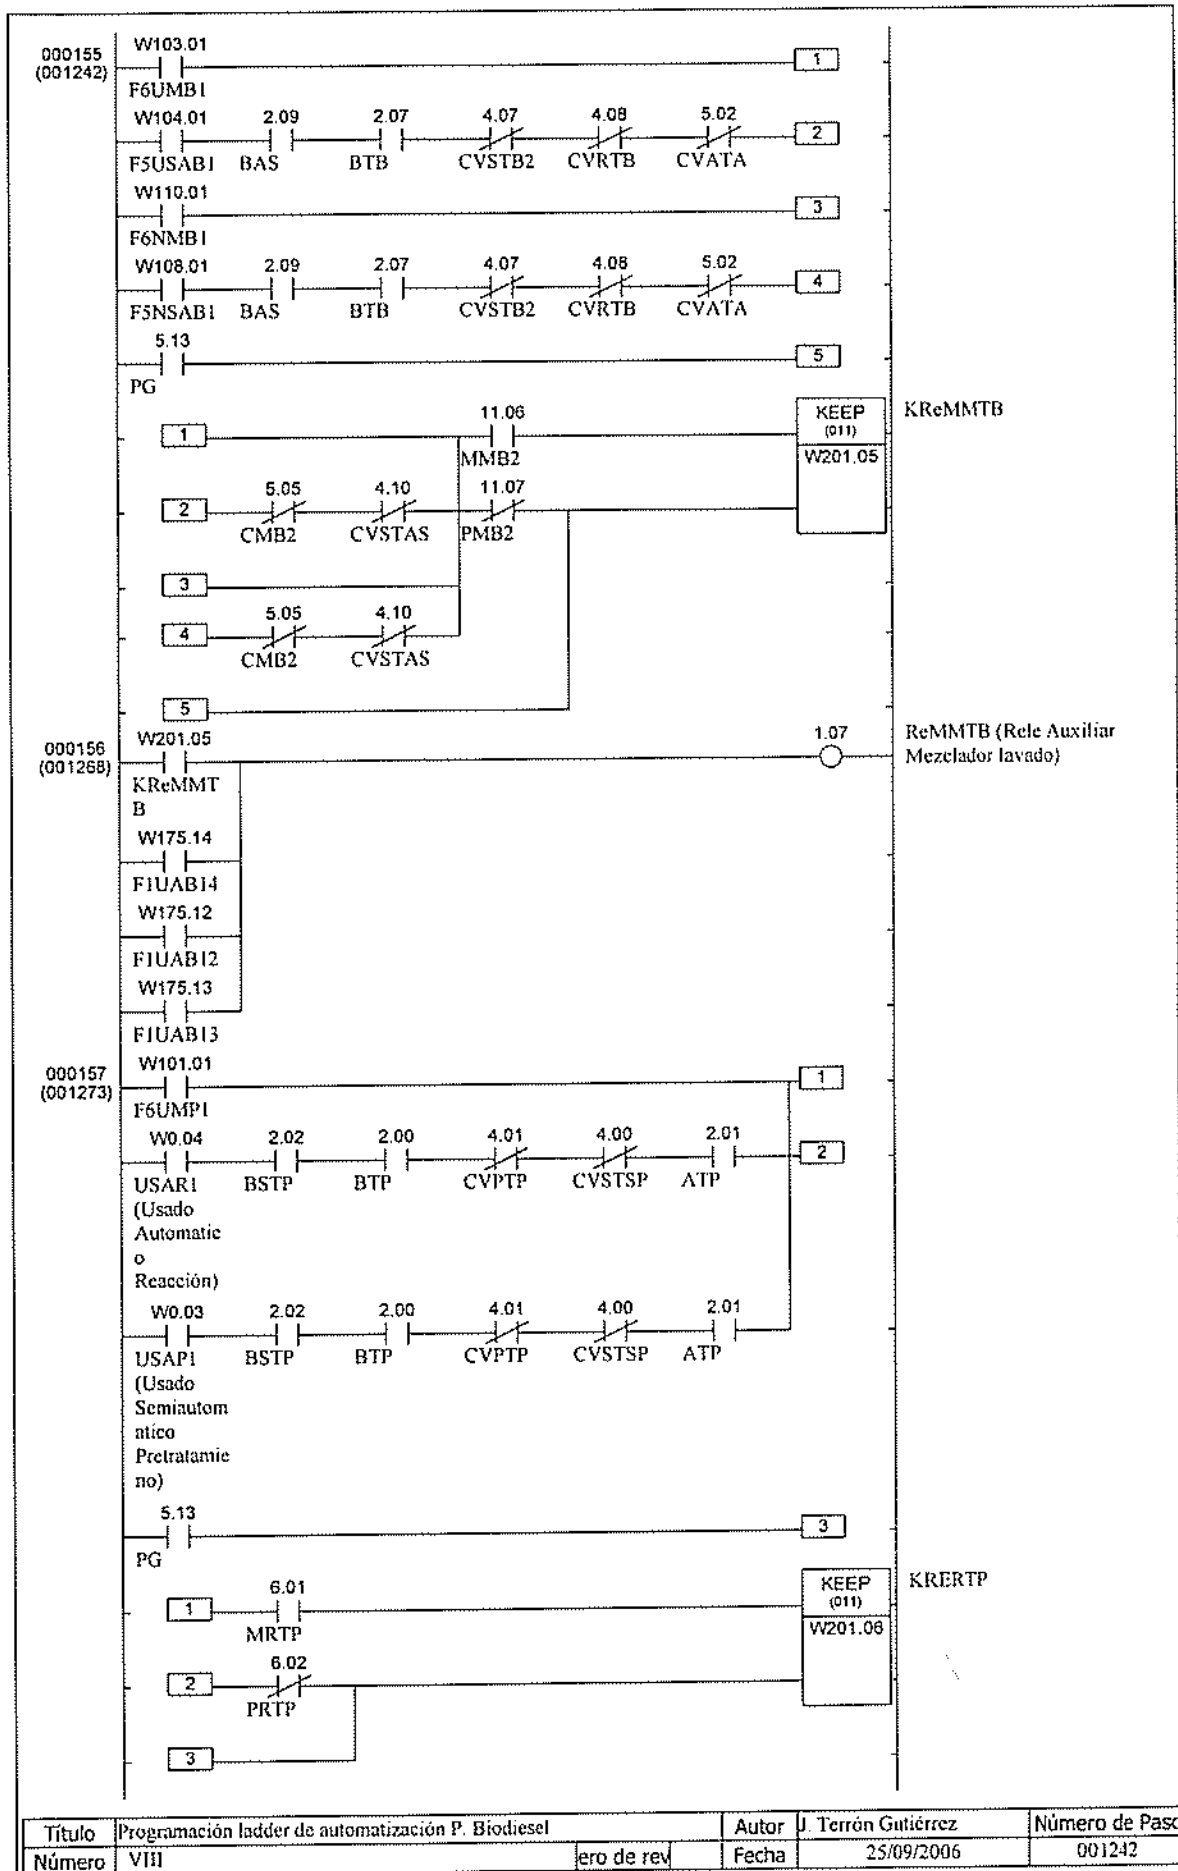 000155
(001242)
W103.01
F6UMB1
1
W104.01 2.09 2.07 4.07 4.08 5.02
F5USAB1 BAS BTB CVSTB2 CVRTB CVATA
2
W110.01
F6NMB1
3
W108.01 2.09 2.07 4.07 4.08 5.02
F5NSAB1 BAS BTB CVSTB2 CVRTB CVATA
4
5.13
PG
5
1
11.06
MMB2
KEEP
(011)
W201.05
KReMMTB
2
5.05 4.10 11.07
CMB2 CVSTAS PMB2
3
4
5.05 4.10
CMB2 CVSTAS
5
000156
(001268)
W201.05
KReMMT
B
1.07
ReMMTB (Rele Auxiliar
Mezclador lavado)
W175.14
F1UAB14
W175.12
F1UAB12
W175.13
F1UAB13
000157
(001273)
W101.01
F6UMP1
1
W0.04 2.02 2.00 4.01 4.00 2.01
USAR1 BSTP BTP CVPTP CVSTSP ATP
2
(Usado
Automatic
o
Reacción)
W0.03 2.02 2.00 4.01 4.00 2.01
USAP1 BSTP BTP CVPTP CVSTSP ATP
(Usado
Semiautom
atico
Pretratamie
no)
5.13
PG
3
1
6.01
MRTP
KEEP
(011)
W201.06
KRERTP
2
6.02
PRTP
3
Título Programación ladder de automatización P. Biodiesel Autor J. Terrón Gutiérrez Número de Paso
Número VIII ero de rev Fecha 25/09/2006 001242